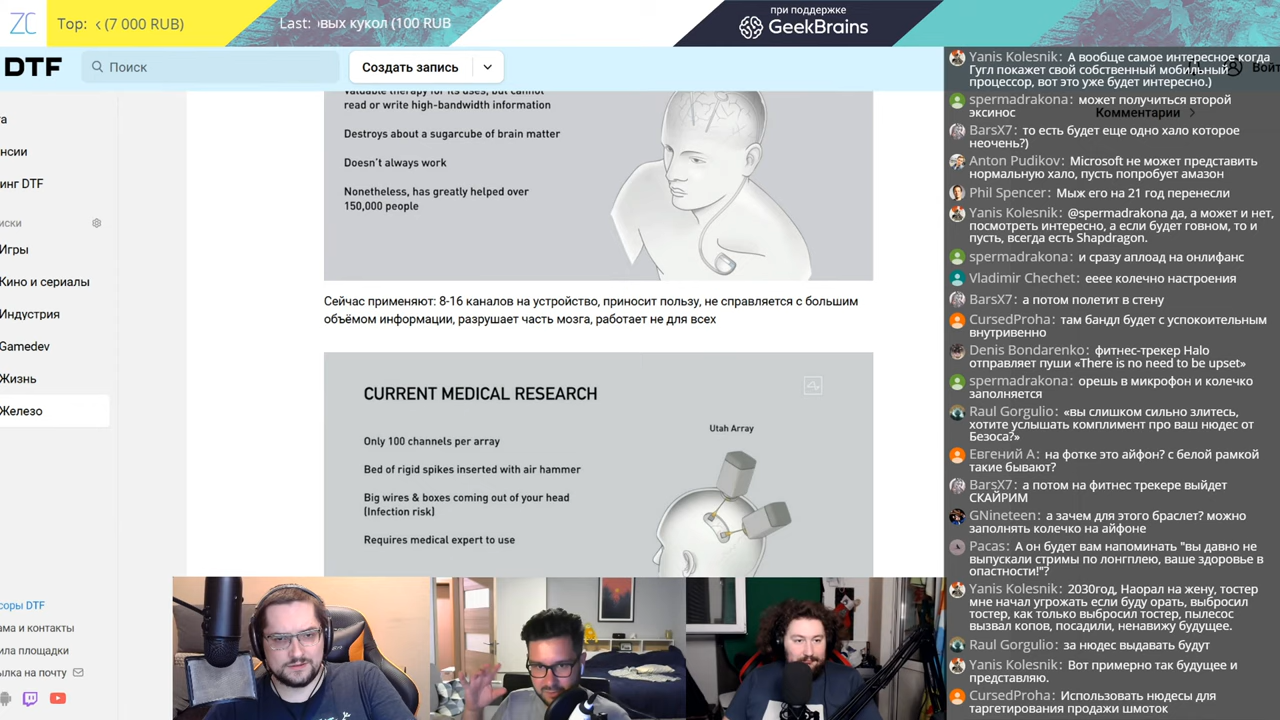 ZC
Top: < (7 000 RUB)
Last: овых кукол (100 RUB
при поддержке
GeekBrains
DTF
Поиск
Создать запись
Войт
Комментарии
та
нсии
инг DTF
иски
Игры
Кино и сериалы
Индустрия
Gamedev
Жизнь
Железо
соры DTF
ама и контакты
вила площадки
ылка на почту
Valuable therapy for its uses, but cannot
read or write high-bandwidth information
Destroys about a sugarcube of brain matter
Doesn't always work
Nonetheless, has greatly helped over
150,000 people
Сейчас применяют: 8-16 каналов на устройство, приносит пользу, не справляется с большим
объёмом информации, разрушает часть мозга, работает не для всех
CURRENT MEDICAL RESEARCH
Utah Array
Only 100 channels per array
Bed of rigid spikes inserted with air hammer
Big wires & boxes coming out of your head
(Infection risk)
Requires medical expert to use
Yanis Kolesnik: А вообще самое интересное когда
Гугл покажет свой собственный мобильный
процессор, вот это уже будет интересно.)
spermadrakona: может получиться второй
эксинос
BarsX7: то есть будет еще одно хало которое
неочень?)
Anton Pudikov: Microsoft не может представить
нормальную хало, пусть попробует амазон
Phil Spencer: Мыж его на 21 год перенесли
Yanis Kolesnik: @spermadrakona да, а может и нет,
посмотреть интересно, а если будет говном, то и
пусть, всегда есть Shapdragon.
spermadrakona: и сразу аплоад на онлифанс
Vladimir Chechet: ееее колечно настроения
BarsX7: а потом полетит в стену
CursedProha: там бандл будет с успокоительным
внутривенно
Denis Bondarenko: фитнес-трекер Halo
отправляет пуши «There is no need to be upset»
spermadrakona: орешь в микрофон и колечко
заполняется
Raul Gorgulio: «вы слишком сильно злитесь,
хотите услышать комплимент про ваш нюдес от
Безоса?»
Евгений А: на фотке это айфон? с белой рамкой
такие бывают?
BarsX7: а потом на фитнес трекере выйдет
СКАЙРИМ
GNineteen: а зачем для этого браслет? можно
заполнять колечко на айфоне
Pacas: А он будет вам напоминать "вы давно не
выпускали стримы по лонгплею, ваше здоровье в
опастности!"?
Yanis Kolesnik: 2030год, Наорал на жену, тостер
мне начал угрожать если буду орать, выбросил
тостер, как только выбросил тостер, пылесос
вызвал копов, посадили, ненавижу будущее.
Raul Gorgulio: за нюдес выдавать будут
Yanis Kolesnik: Вот примерно так будущее и
представляю.
CursedProha: Использовать нюдесы для
таргетирования продажи шмоток